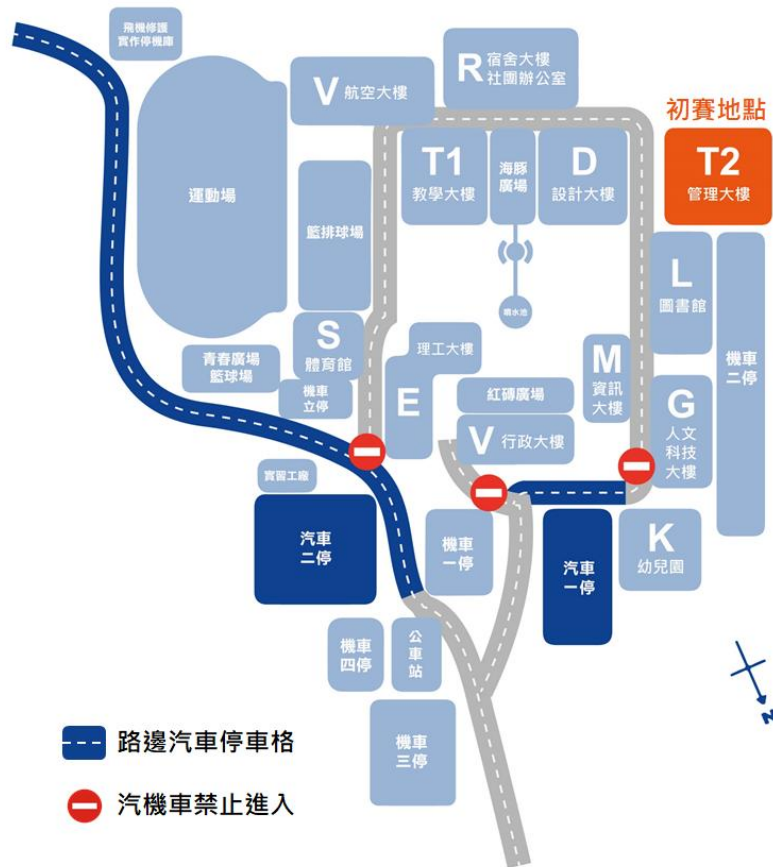 飛機修護
實作停機庫
V 航空大樓
R 宿舍大樓
社團辦公室
初賽地點
T2
管理大樓
T1
教學大樓
海豚
廣場
D
設計大樓
運動場
籃排球場
噴水池
L
圖書館
機車
二停
S
體育館
青春廣場
籃球場
機車
立停
理工大樓
E
M
資訊
大樓
紅磚廣場
V 行政大樓
G
人文
科技
大樓
實習工廠
汽車
二停
機車
一停
汽車
一停
K
幼兒園
機車
四停
公
車
站
機車
三停
N
路邊汽車停車格
汽機車禁止進入